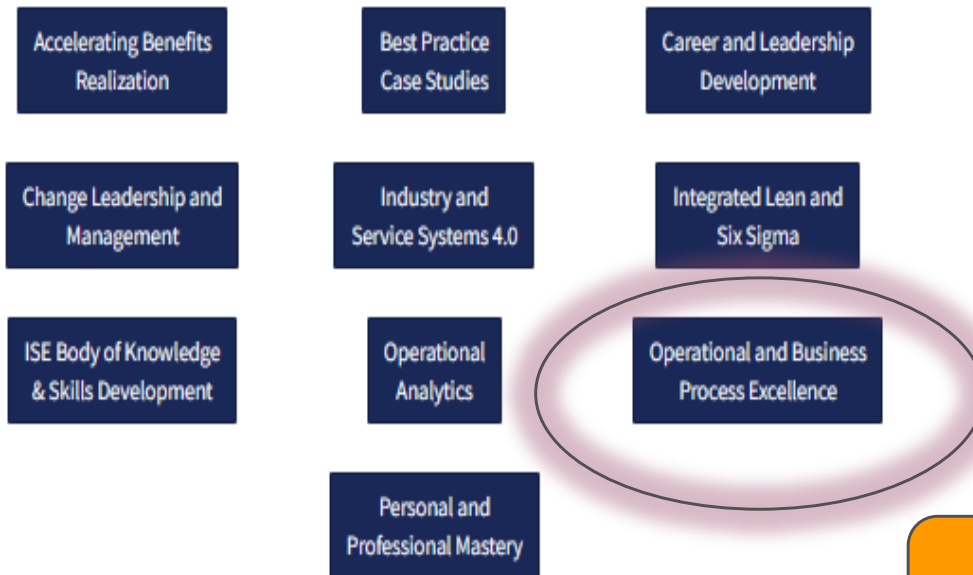 Accelerating Benefits
Realization
Best Practice
Case Studies
Career and Leadership
Development
Change Leadership and
Management
Industry and
Service Systems 4.0
Integrated Lean and
Six Sigma
ISE Body of Knowledge
& Skills Development
Operational
Analytics
Operational and Business
Process Excellence
Personal and
Professional Mastery